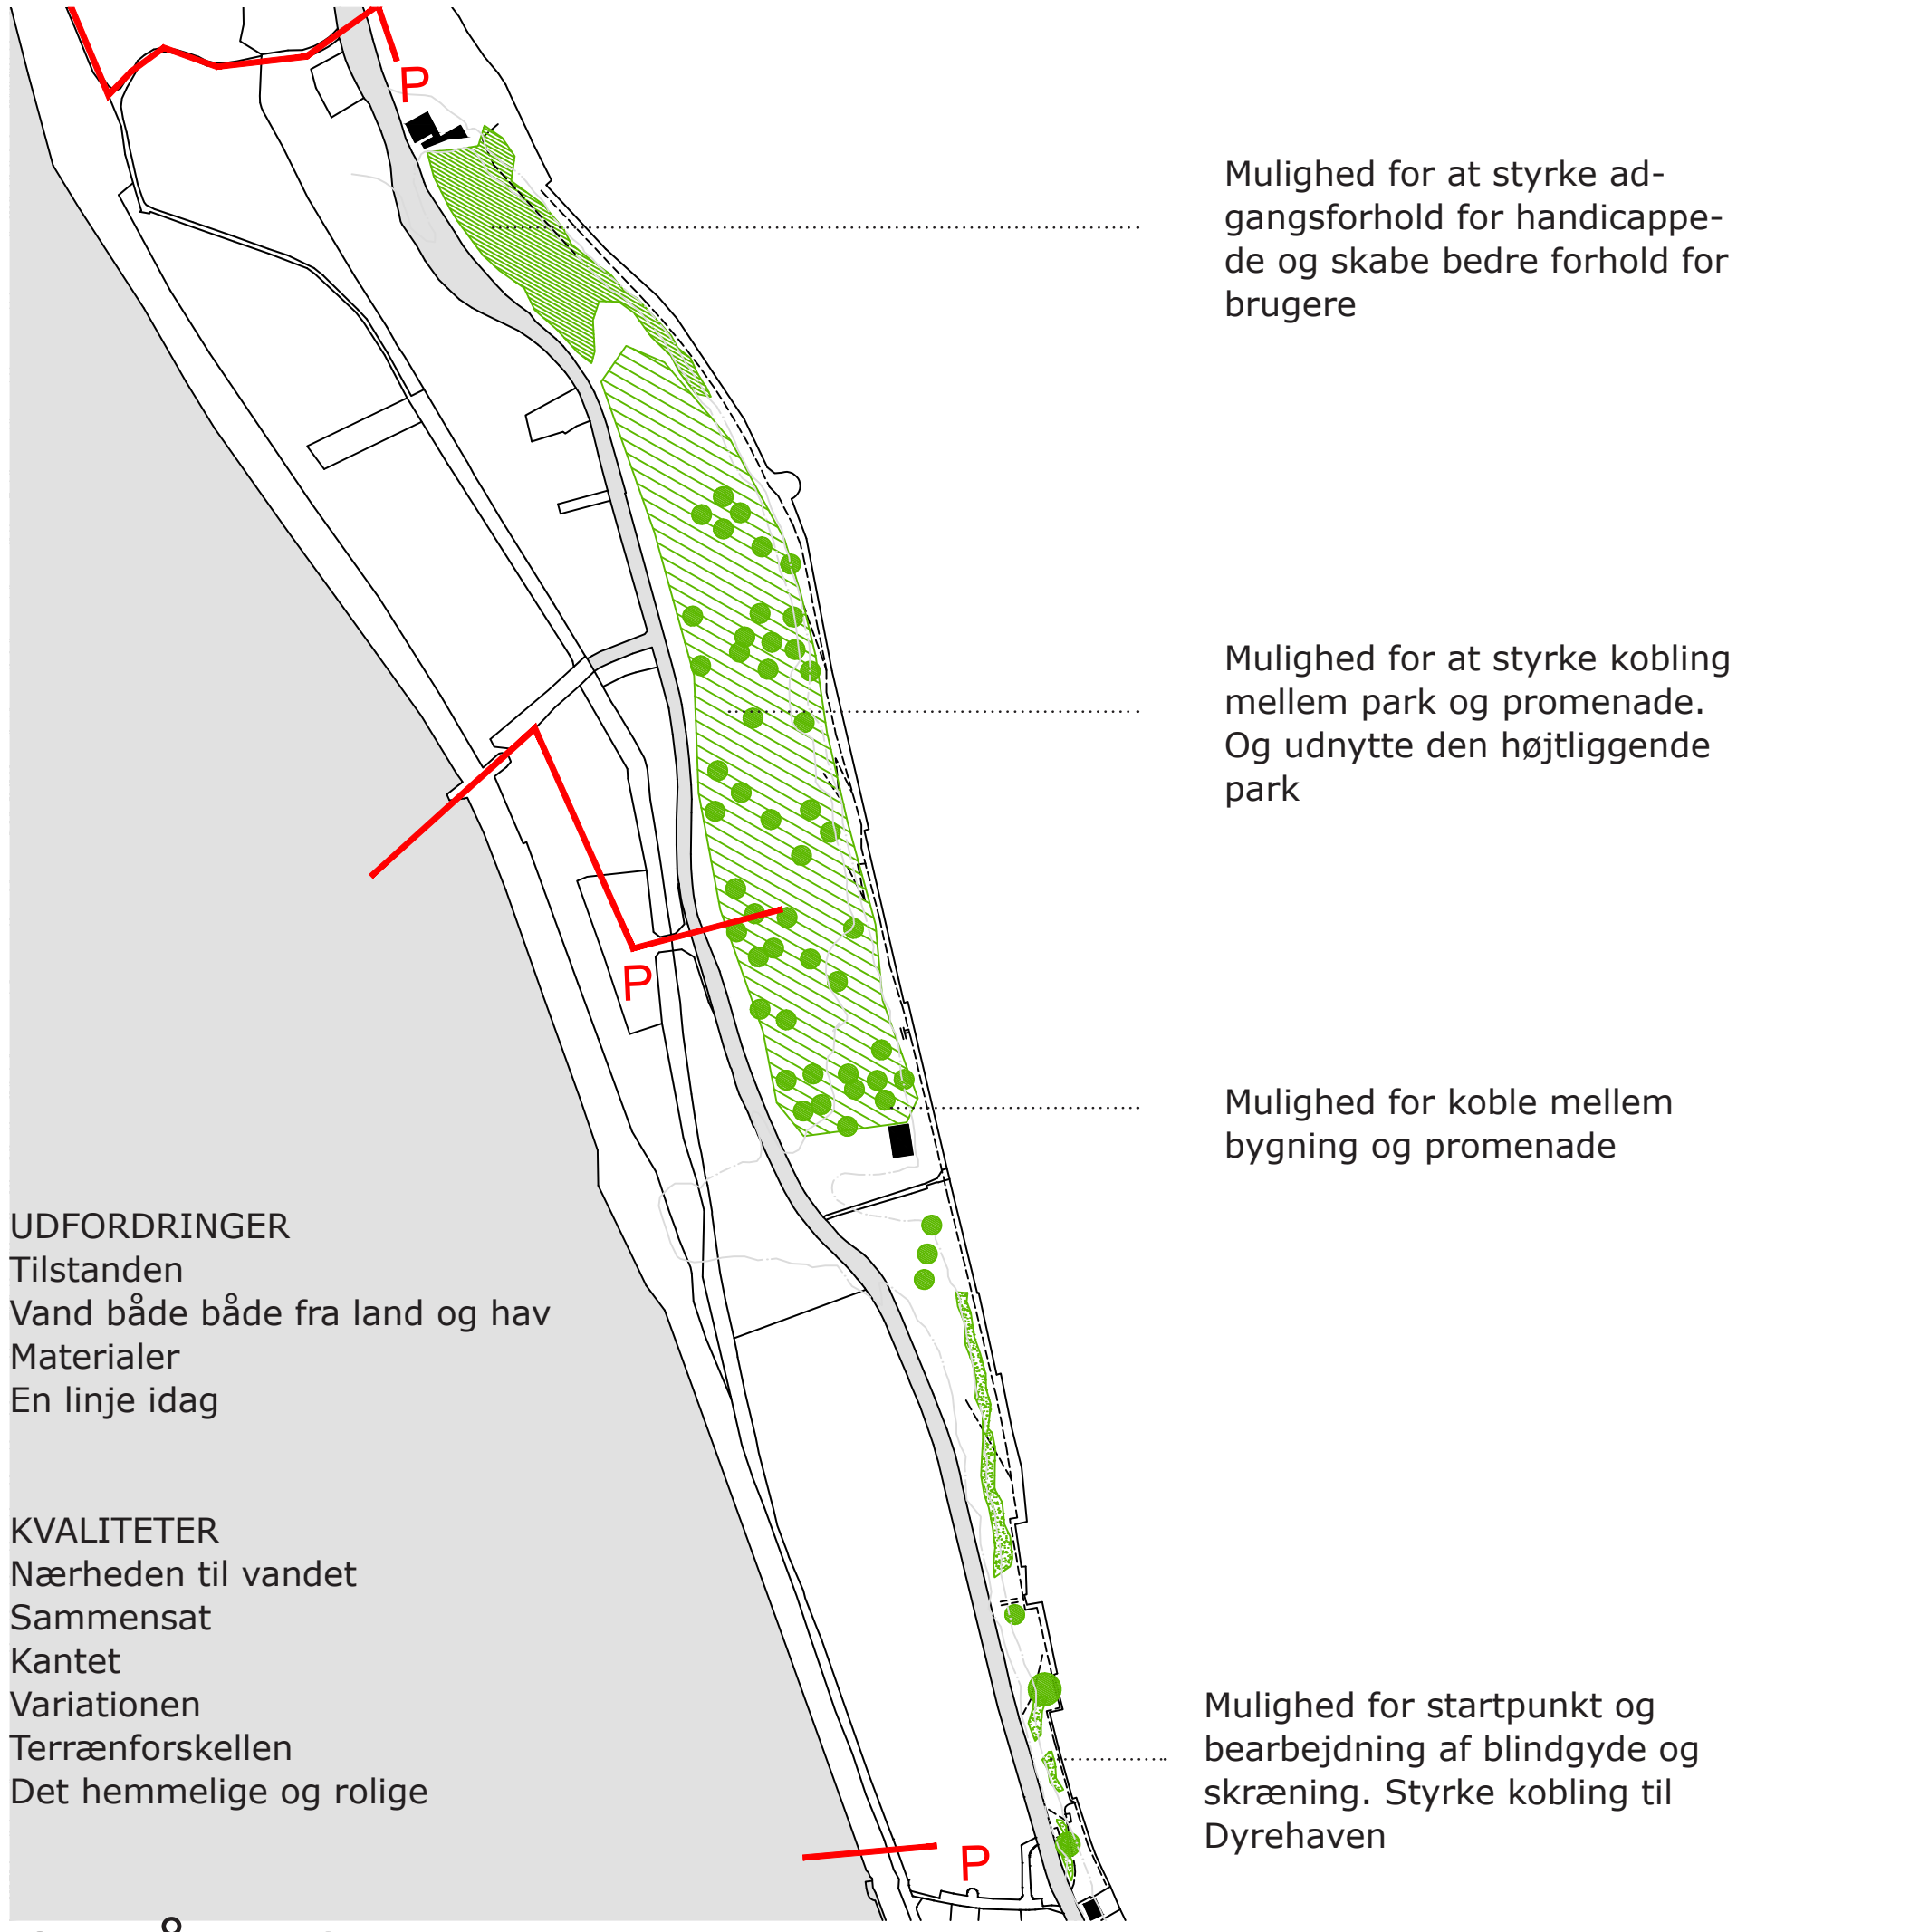 P
Mulighed for at styrke ad-
gangsforhold for handicappe-
de og skabe bedre forhold for
brugere
Mulighed for at styrke kobling
mellem park og promenade.
Og udnytte den højtliggende
park
P
Mulighed for koble mellem
bygning og promenade
UDFORDRINGER
Tilstanden
Vand både både fra land og hav
Materialer
En linje idag
KVALITETER
Nærheden til vandet
Sammensat
Kantet
Variationen
Terrænforskellen
Det hemmelige og rolige
Mulighed for startpunkt og
bearbejdning af blindgyde og
skræning. Styrke kobling til
Dyrehaven
P